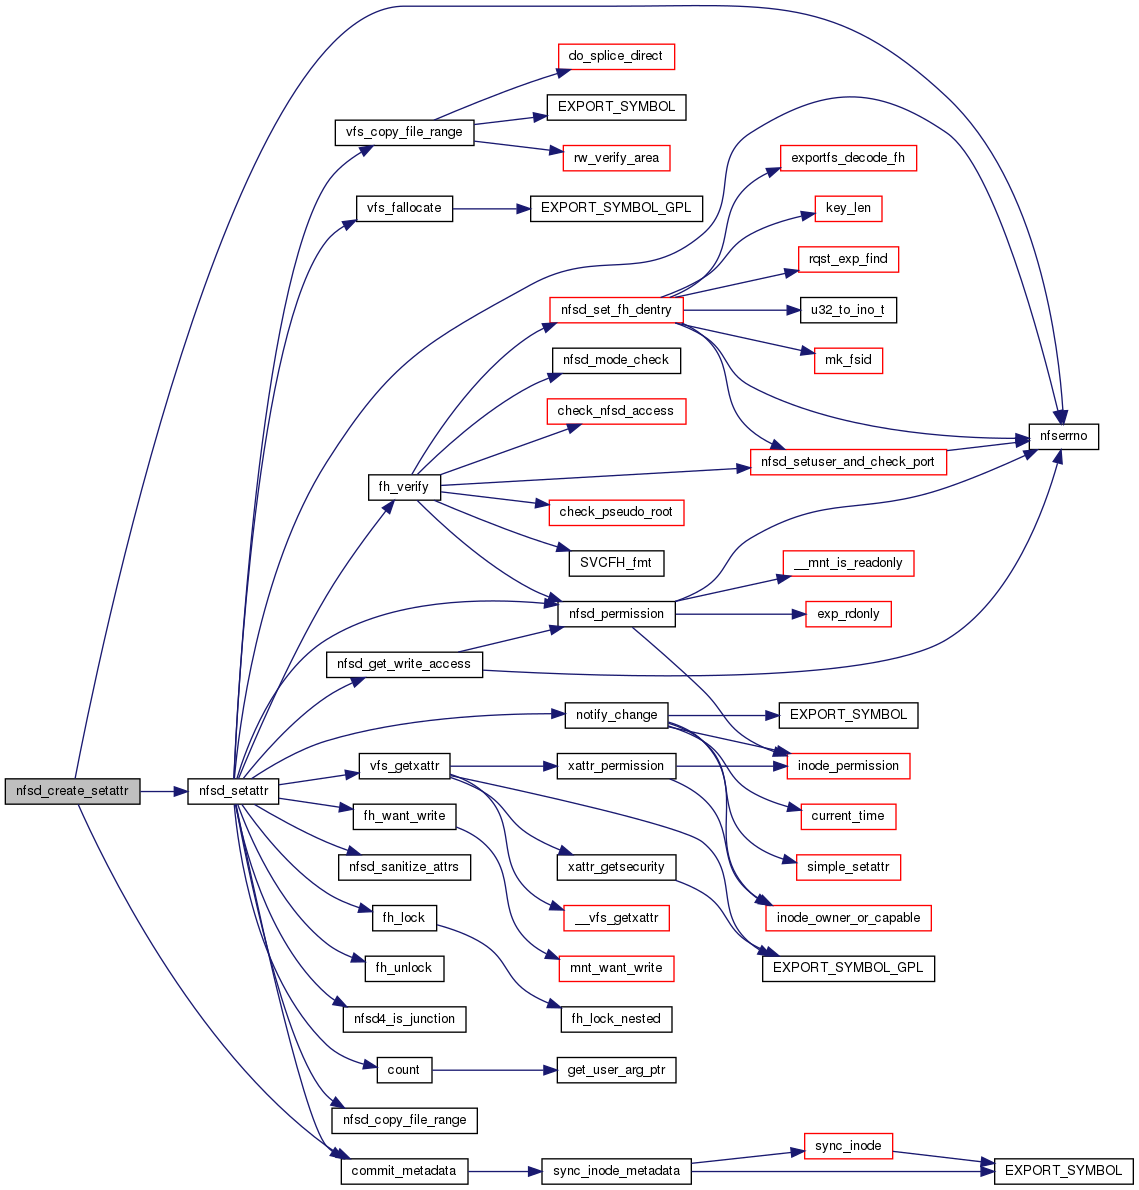 do_splice_direct
EXPORT_SYMBOL
vfs_copy_file_range
rw_verify_area
exportfs_decode_fh
vfs_fallocate
EXPORT_SYMBOL_GPL
key_len
rqst_exp_find
nfsd_set_fh_dentry
u32_to_ino_t
nfsd_mode_check
mk_fsid
check_nfsd_access
nfserrno
nfsd_setuser_and_check_port
fh_verify
check_pseudo_root
SVCFH_fmt
__mnt_is_readonly
nfsd_permission
exp_rdonly
nfsd_get_write_access
notify_change
EXPORT_SYMBOL
vfs_getxattr
xattr_permission
inode_permission
nfsd_create_setattr
nfsd_setattr
fh_want_write
current_time
nfsd_sanitize_attrs
xattr_getsecurity
simple_setattr
fh_lock
__vfs_getxattr
inode_owner_or_capable
fh_unlock
mnt_want_write
EXPORT_SYMBOL_GPL
nfsd4_is_junction
fh_lock_nested
count
get_user_arg_ptr
nfsd_copy_file_range
sync_inode
commit_metadata
sync_inode_metadata
EXPORT_SYMBOL